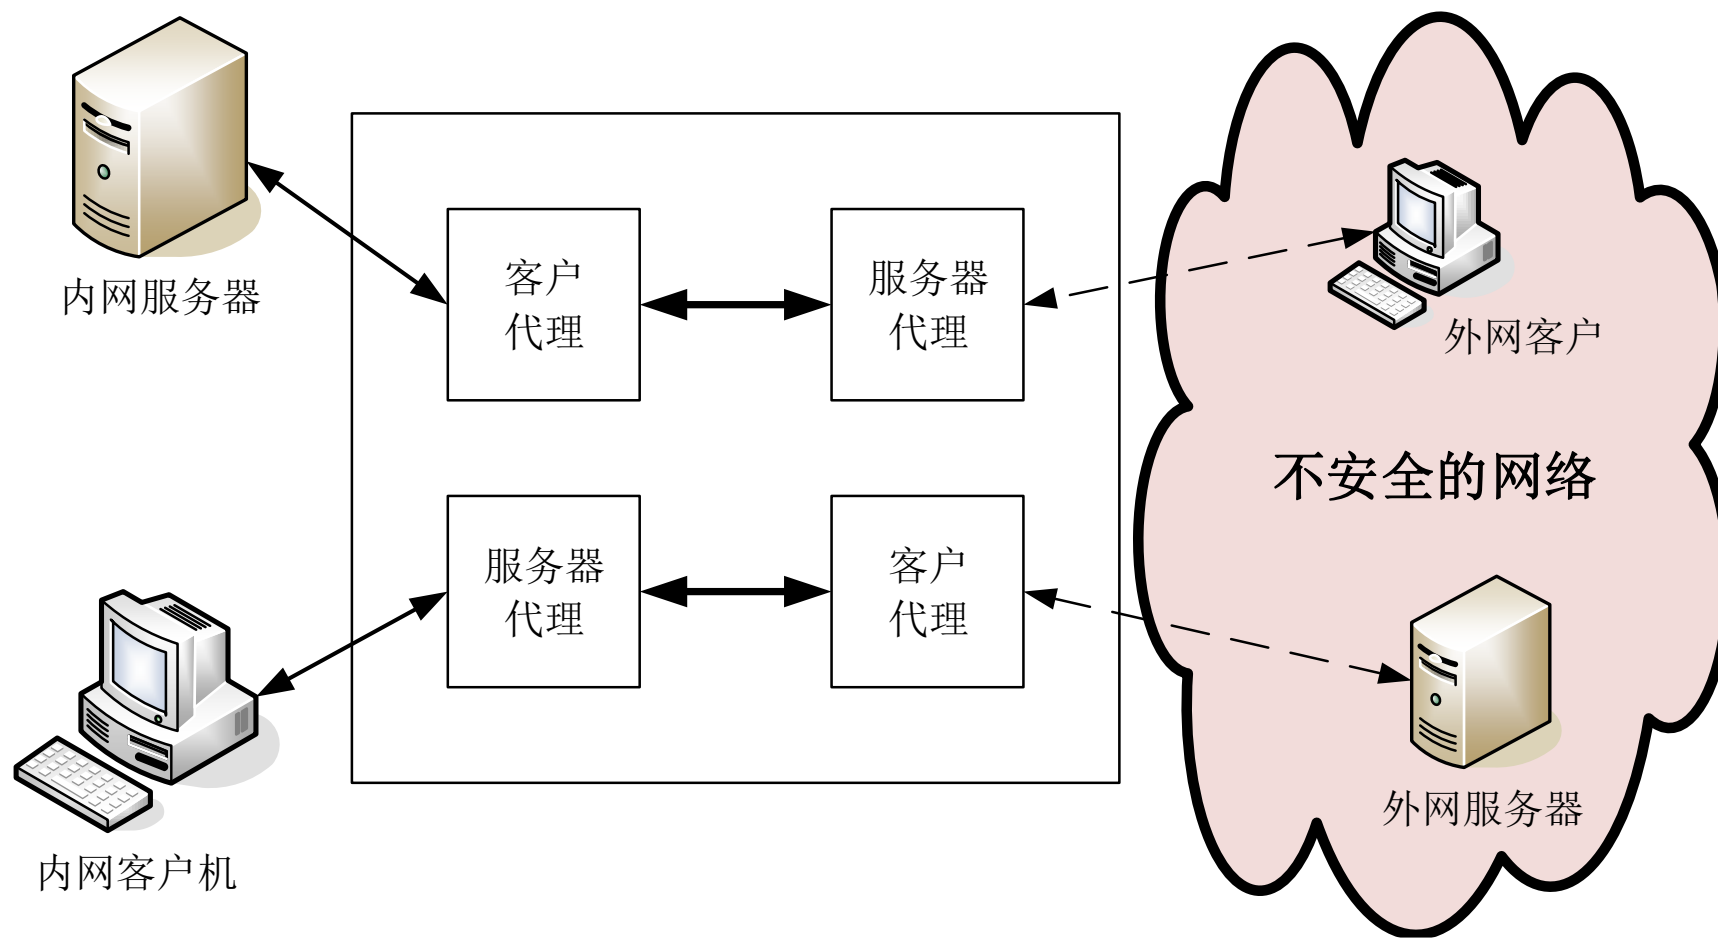 内网服务器
客户
代理
服务器
代理
外网客户
不安全的网络
服务器
代理
客户
代理
外网服务器
内网客户机